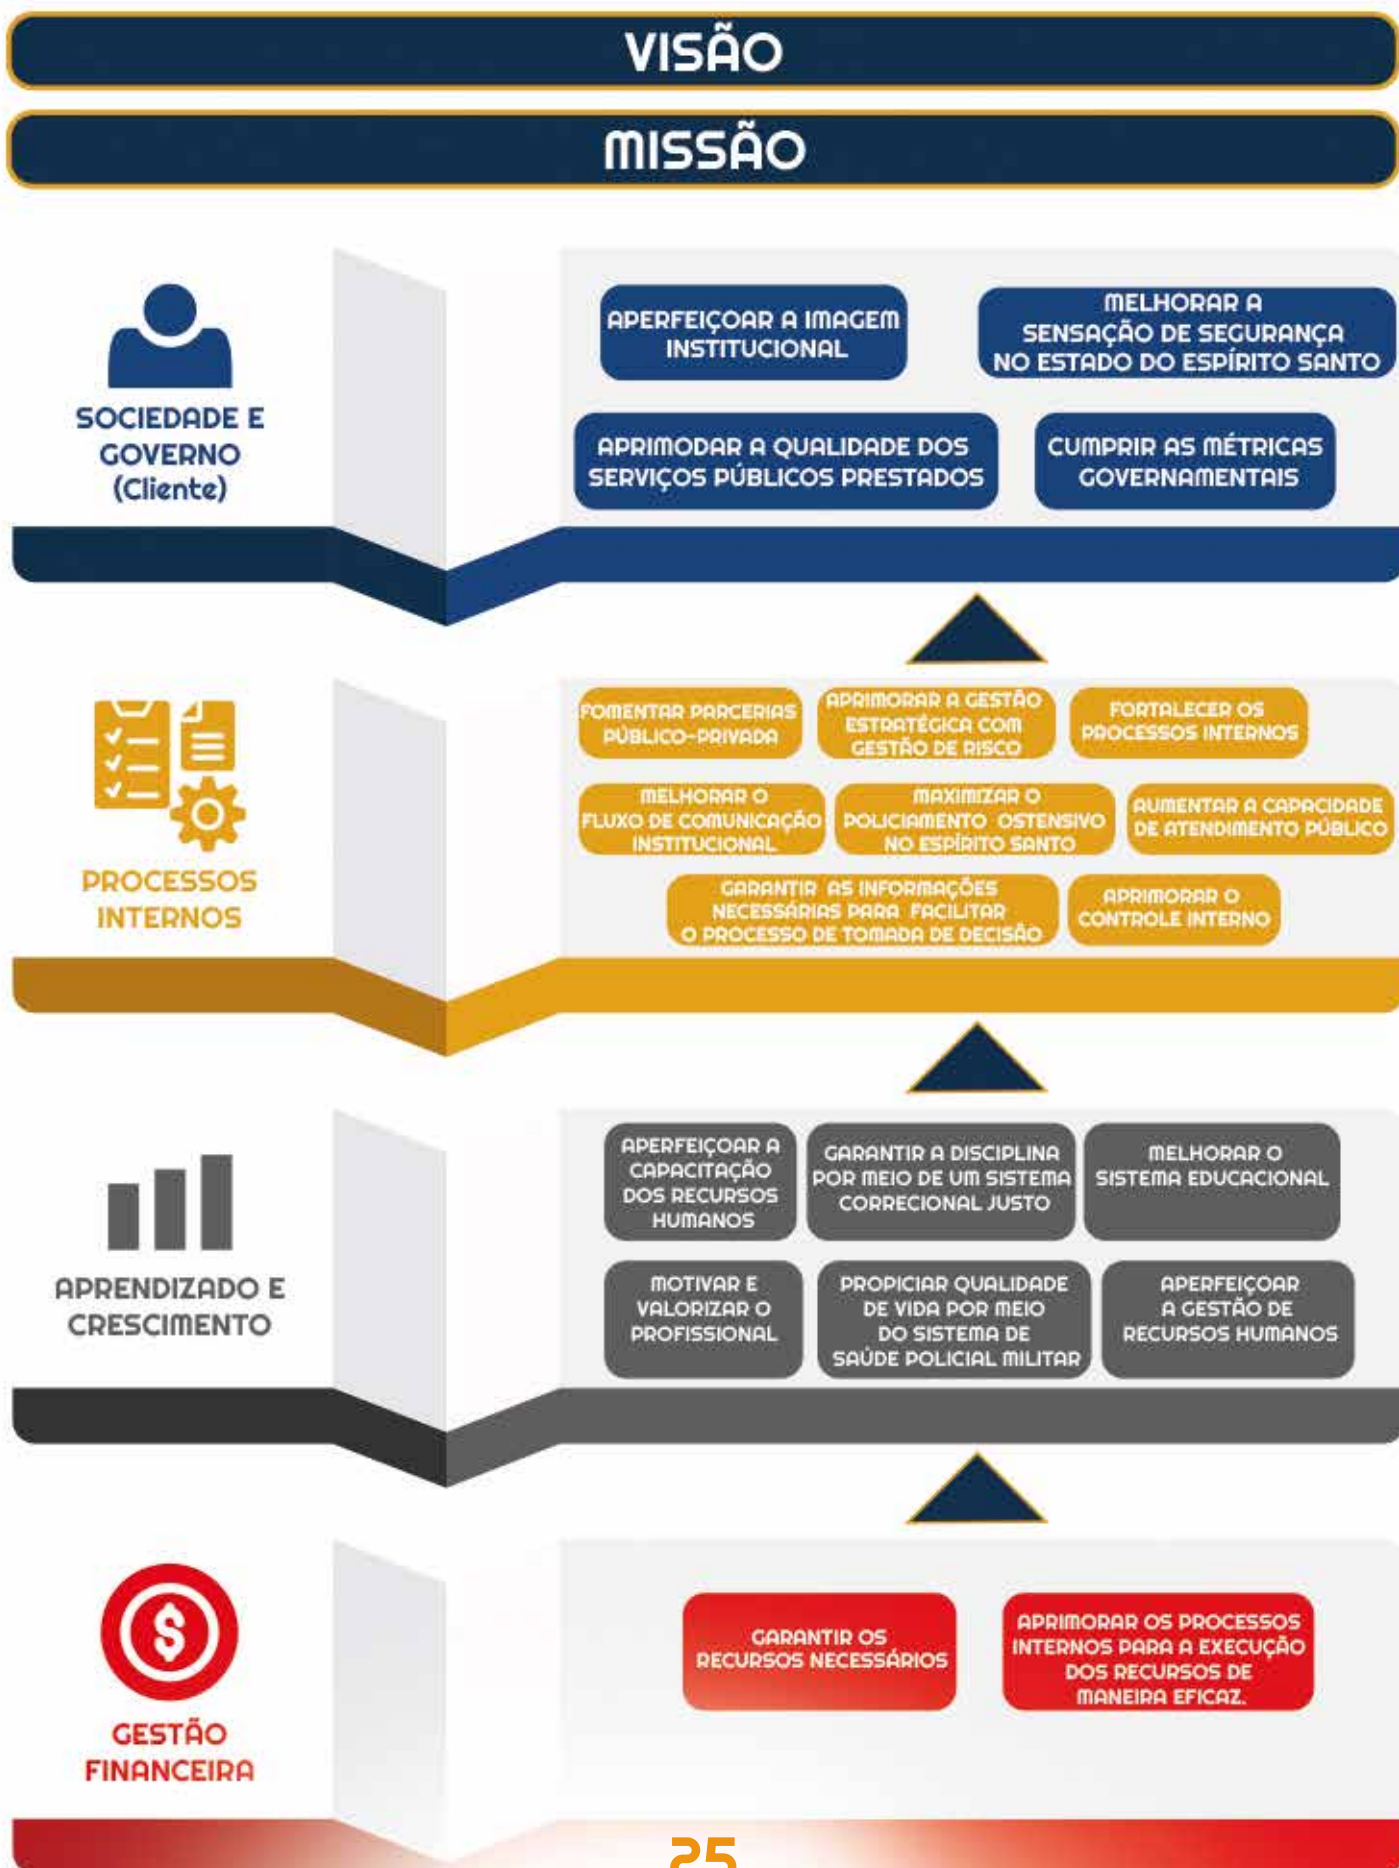 VISÃO
MISSÃO
SOCIEDADE E
GOVERNO
(Cliente)
APERFEIÇOAR A IMAGEM
INSTITUCIONAL
MELHORAR A
SENSAÇÃO DE SEGURANÇA
NO ESTADO DO ESPÍRITO SANTO
APRIMODAR A QUALIDADE DOS
SERVIÇOS PÚBLICOS PRESTADOS
CUMPRIR AS MÉTRICAS
GOVERNAMENTAIS
PROCESSOS
INTERNOS
FOMENTAR PARCERIAS
PÚBLICO-PRIVADA
APRIMORAR A GESTÃO
ESTRATÉGICA COM
GESTÃO DE RISCO
FORTALECER OS
PROCESSOS INTERNOS
MELHORAR O
FLUXO DE COMUNICAÇÃO
INSTITUCIONAL
MAXIMIZAR O
POLICIAMENTO OSTENSIVO
NO ESPÍRITO SANTO
AUMENTAR A CAPACIDADE
DE ATENDIMENTO PÚBLICO
GARANTIR AS INFORMAÇÕES
NECESSÁRIAS PARA FACILITAR
O PROCESSO DE TOMADA DE DECISÃO
APRIMORAR O
CONTROLE INTERNO
APRENDIZADO E
CRESCIMENTO
APERFEIÇOAR A
CAPACITAÇÃO
DOS RECURSOS
HUMANOS
GARANTIR A DISCIPLINA
POR MEIO DE UM SISTEMA
CORRECIONAL JUSTO
MELHORAR O
SISTEMA EDUCACIONAL
MOTIVAR E
VALORIZAR O
PROFISSIONAL
PROPICIAR QUALIDADE
DE VIDA POR MEIO
DO SISTEMA DE
SAÚDE POLICIAL MILITAR
APERFEIÇOAR
A GESTÃO DE
RECURSOS HUMANOS
GESTÃO
FINANCEIRA
GARANTIR OS
RECURSOS NECESSÁRIOS
APRIMORAR OS PROCESSOS
INTERNOS PARA A EXECUÇÃO
DOS RECURSOS DE
MANEIRA EFICAZ.
25